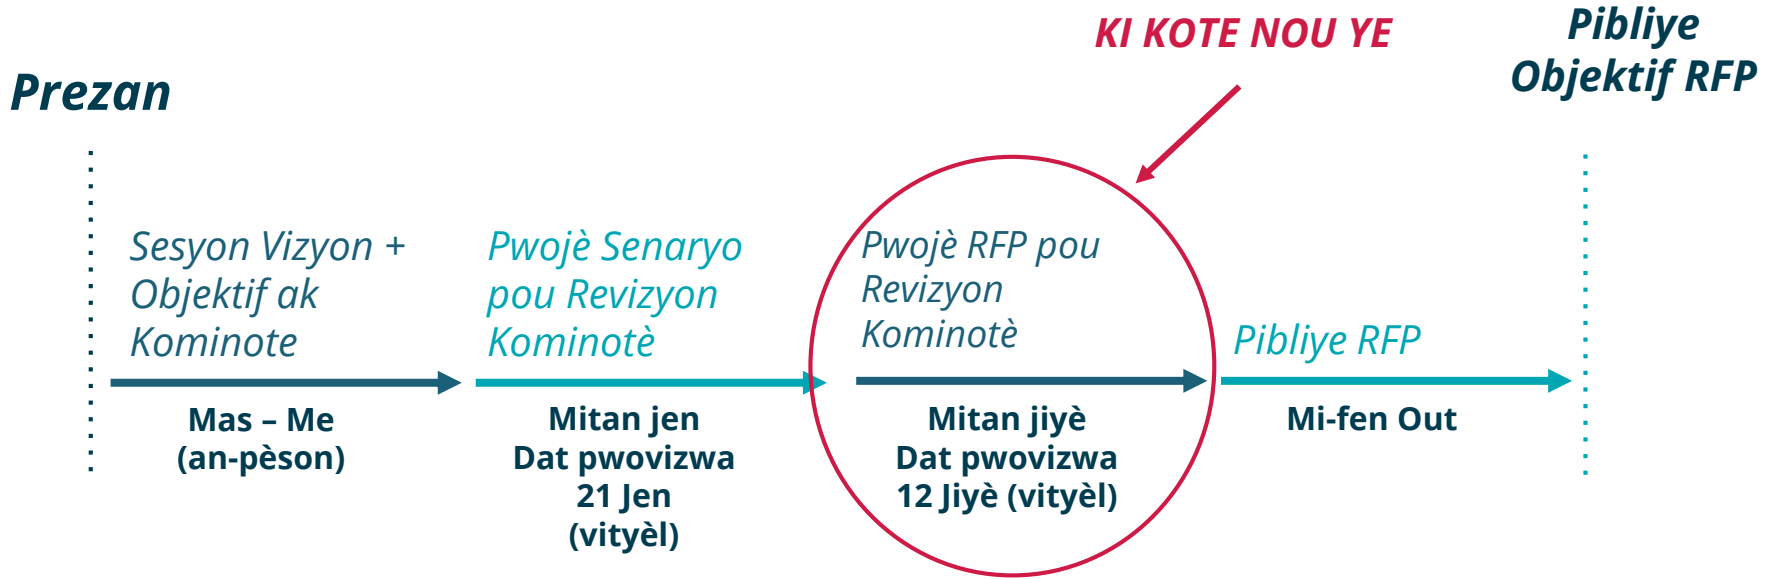 KI KOTE NOU YE
Pibliye
Objektif RFP
Prezan
Sesyon Vizyon +
Objektif ak
Kominote
Mas – Me
(an-pèson)
Pwojè Senaryo
pou Revizyon
Kominotè
Mitan jen
Dat pwovizwa
21 Jen
(vityèl)
Pwojè RFP pou
Revizyon
Kominotè
Mitan jiyè
Dat pwovizwa
12 Jiyè (vityèl)
Pibliye RFP
Mi-fen Out